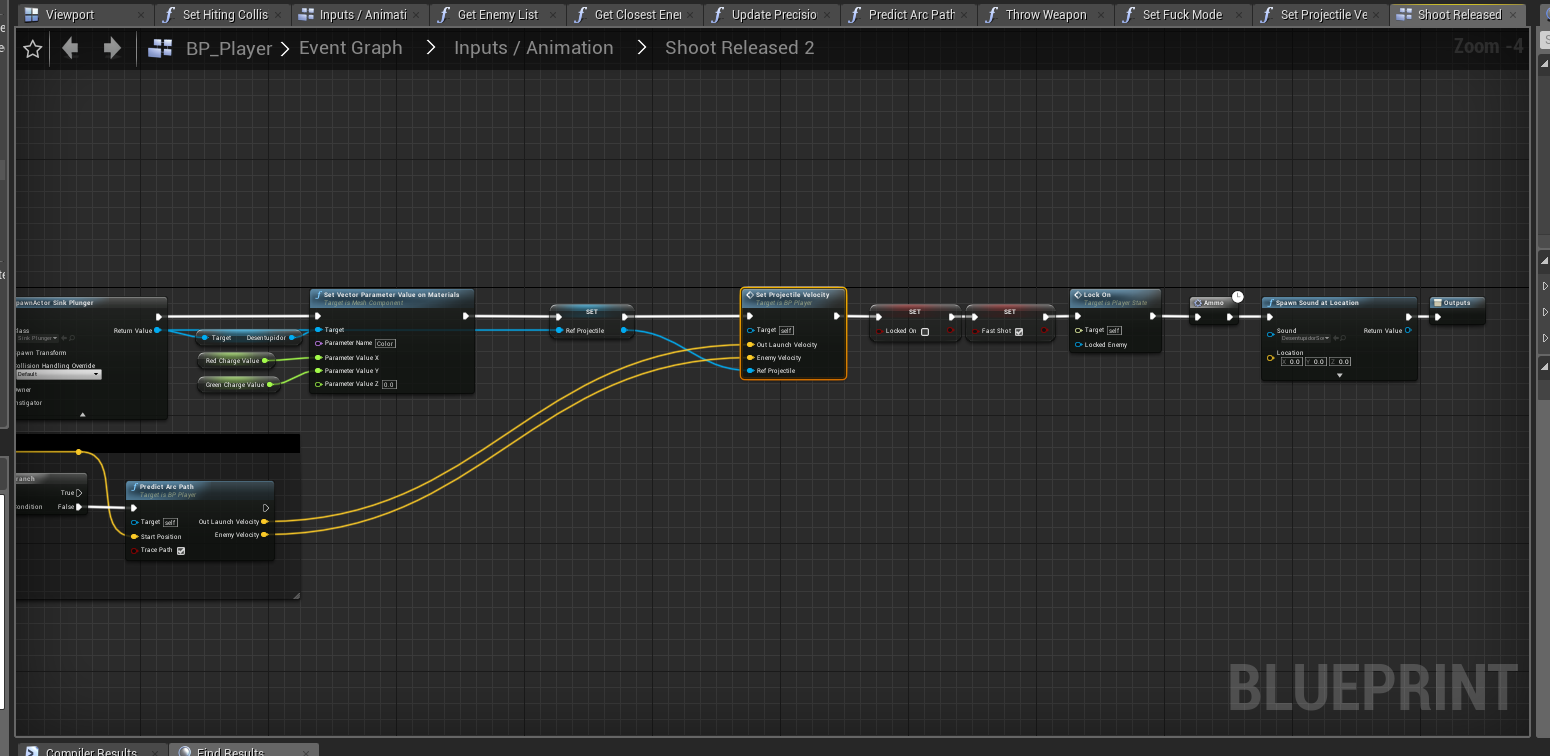 Viewport
Set Hiting Collis
Inputs / Animati
Get Enemy List
Get Closest Ene
Update Precisio
Predict Arc Path
Throw Weapon
Set Fuck Mode
Set Projectile Ve
Shoot Released
BP_Player > Event Graph > Inputs / Animation > Shoot Released 2
Zoom -4
pawnActor Sink Plunger
lass
Sink Plunger
Return Value
pawn Transform
ollision Handling Override
Default
wner
nstigator
Target Desentupidor
Red Charge Value
Green Charge Value
Set Vector Parameter Value on Materials
Target is Mesh Component
Target
Parameter Name Color
Parameter Value X
Parameter Value Y
Parameter Value Z 0.0
SET
Ref Projectile
Set Projectile Velocity
Target is BP Player
Target self
Out Launch Velocity
Enemy Velocity
Ref Projectile
SET
Locked On
SET
Fast Shot
Lock On
Target is Player State
Target self
Locked Enemy
Ammo
Spawn Sound at Location
Sound
DesentupidorSor
Return Value
Location
X 0.0 Y 0.0 Z 0.0
Outputs
ranch
True
ondition False
Predict Arc Path
Target is BP Player
Target self
Out Launch Velocity
Start Position
Enemy Velocity
Trace Path
BLUEPRINT
Compiler Results
Find Results